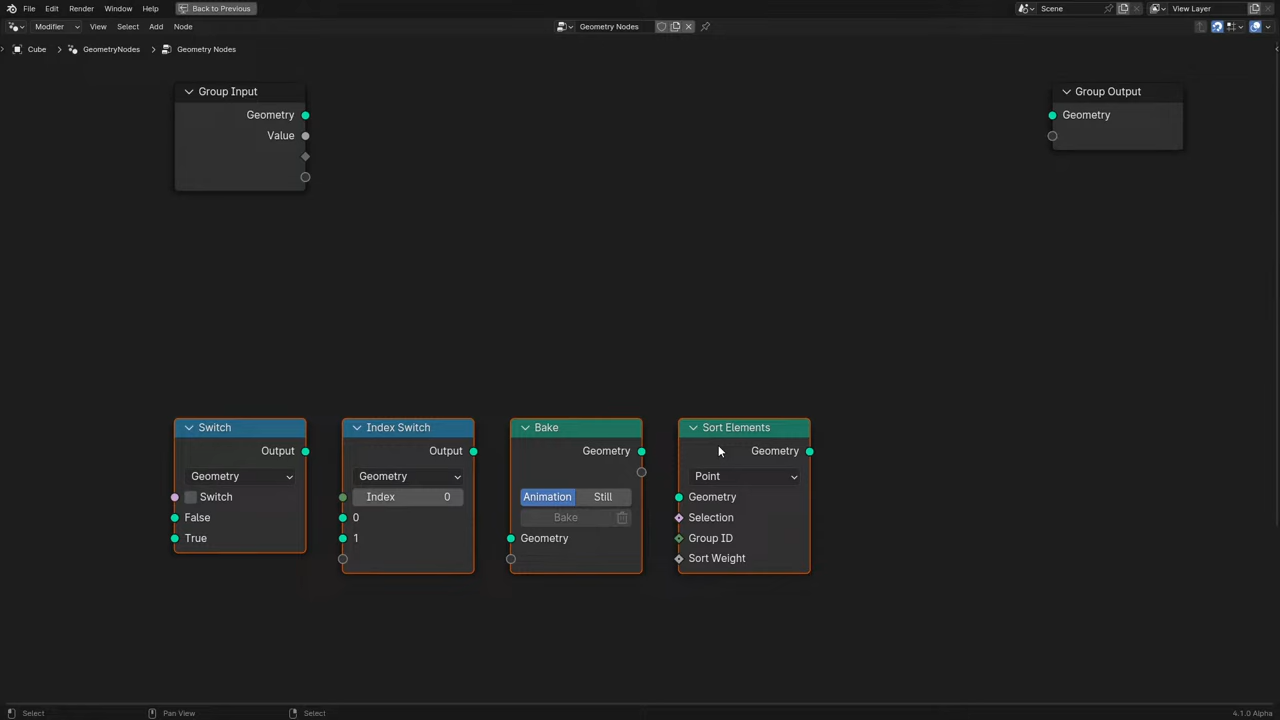 File Edit Render Window Help Back to Previous Scene View Layer
Modifier View Select Add Node Geometry Nodes
Cube GeometryNodes Geometry Nodes
Group Input
Geometry
Value
Group Output
Geometry
Switch
Output
Geometry
Switch
False
True
Index Switch
Output
Geometry
Index 0
0
1
Bake
Geometry
Animation Still
Bake
Geometry
Sort Elements
Geometry
Point
Geometry
Selection
Group ID
Sort Weight
Select Pan View Select 4.1.0 Alpha